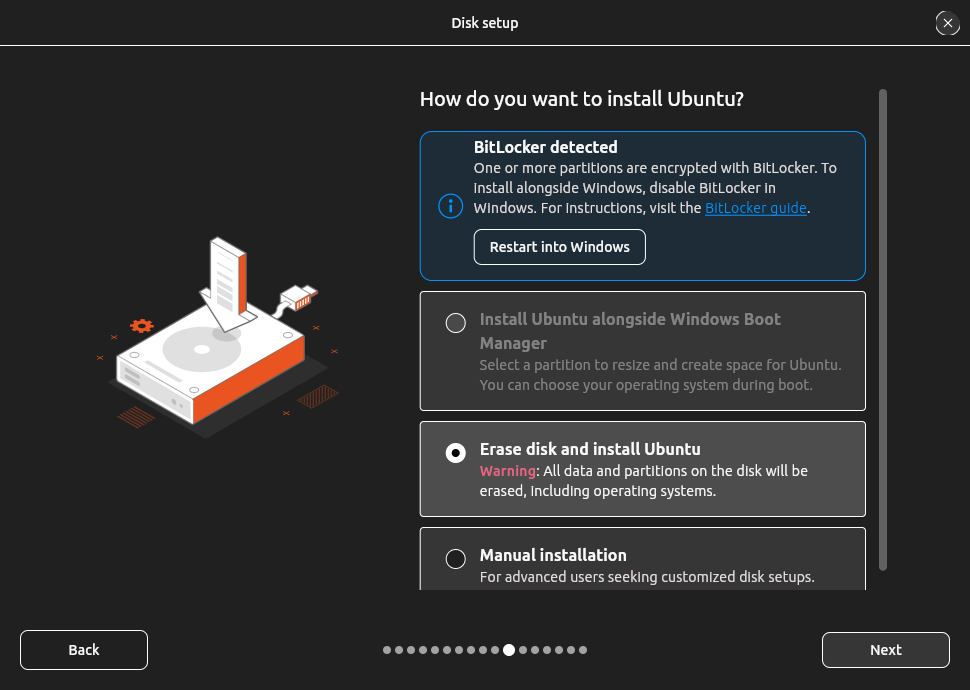 Disk setup
How do you want to install Ubuntu?
BitLocker detected
One or more partitions are encrypted with BitLocker. To
install alongside Windows, disable BitLocker in
Windows. For instructions, visit the BitLocker guide.
Restart into Windows
Install Ubuntu alongside Windows Boot
Manager
Select a partition to resize and create space for Ubuntu.
You can choose your operating system during boot.
Erase disk and install Ubuntu
Warning: All data and partitions on the disk will be
erased, including operating systems.
Manual installation
For advanced users seeking customized disk setups.
Back
Next